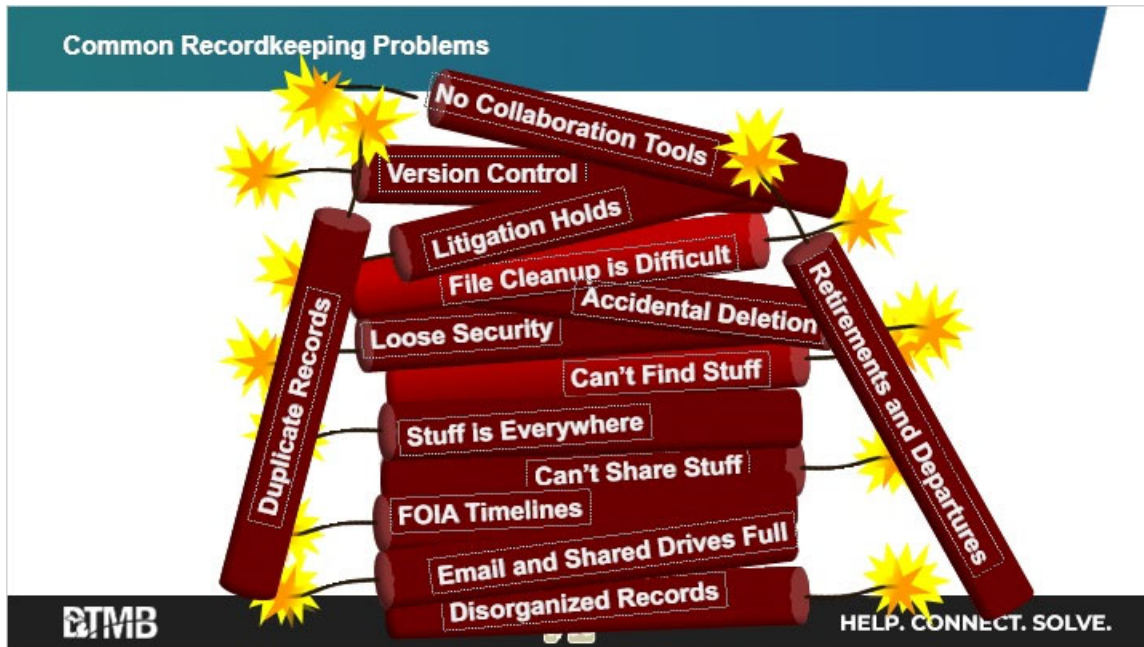 Common Recordkeeping Problems
No Collaboration Tools
Version Control
Litigation Holds
File Cleanup is Difficult
Accidental Deletion
Loose Security
Can't Find Stuff
Stuff is Everywhere
Can't Share Stuff
FOIA Timelines
Email and Shared Drives Full
Disorganized Records
Duplicate Records
Retirements and Departures
DTMB
HELP. CONNECT. SOLVE.